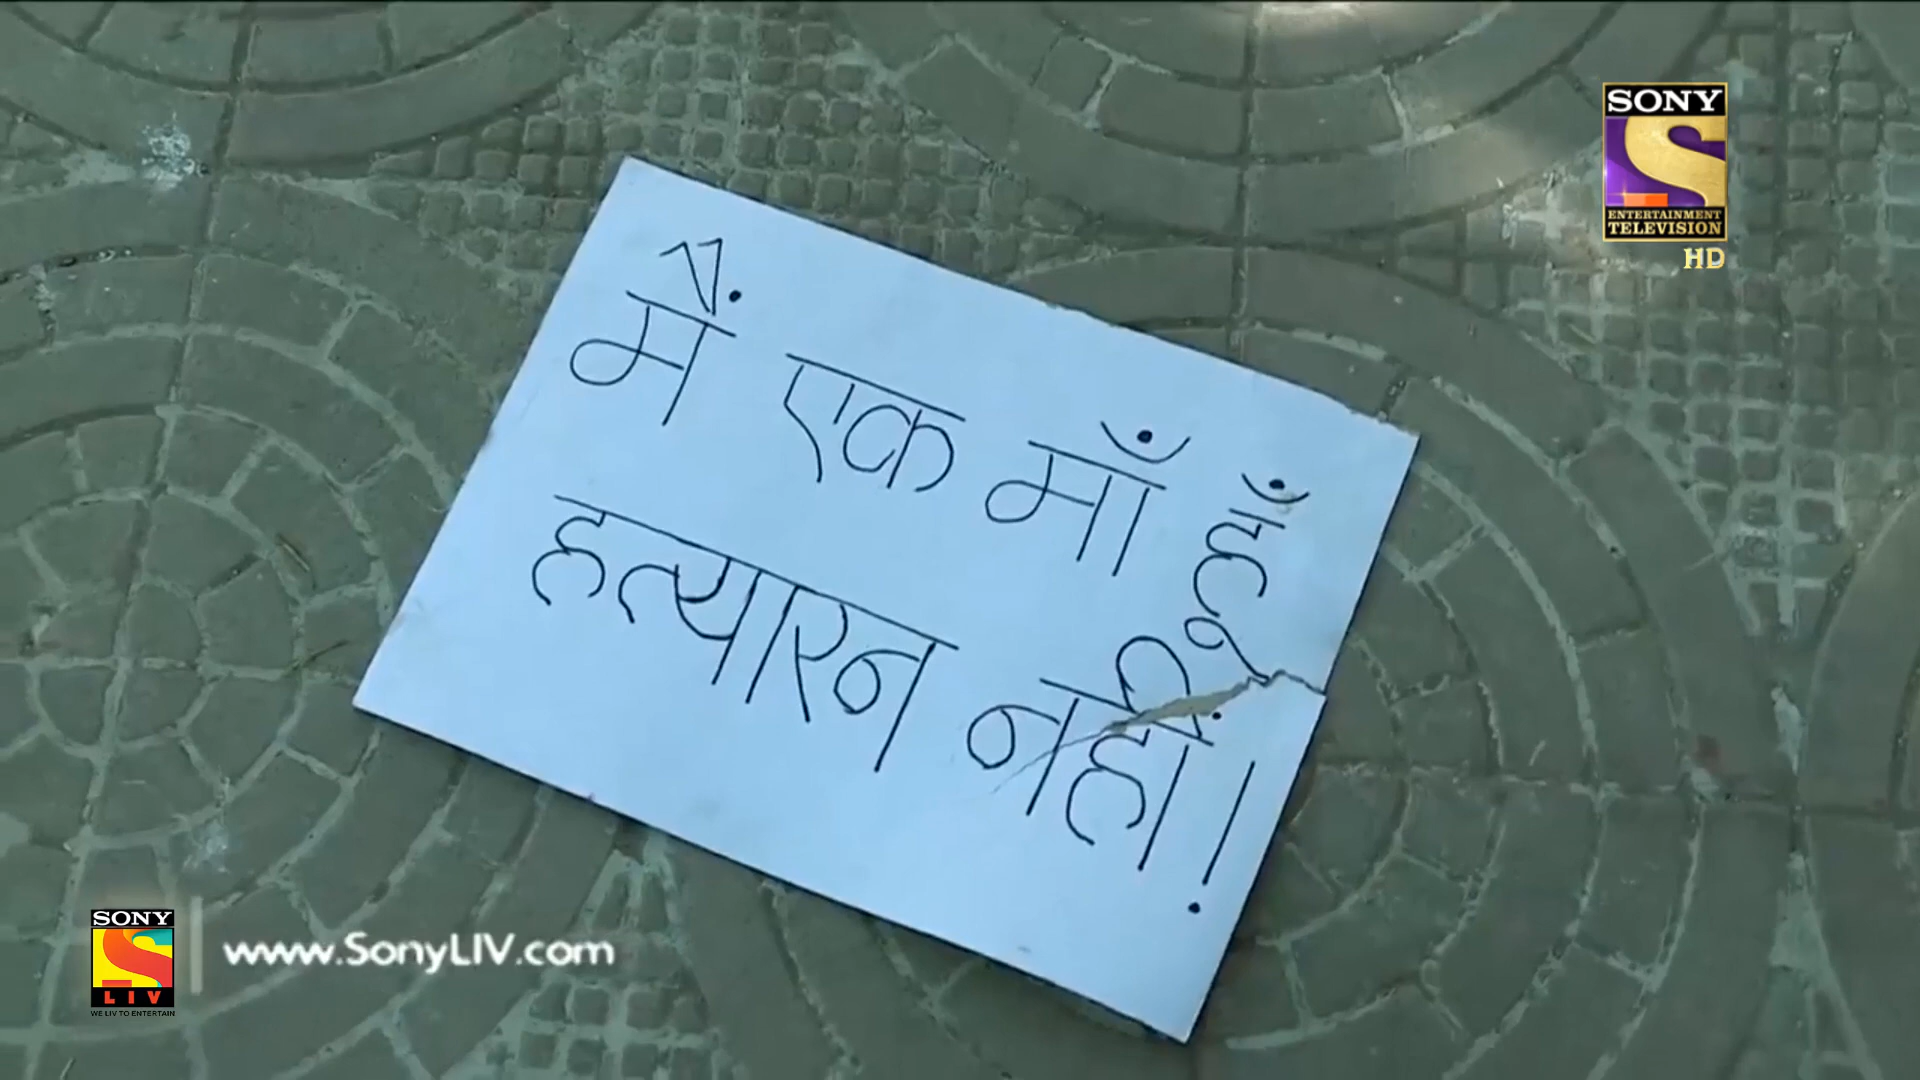 मैं एक माँ हूँ
हत्यारन नहीं!
SONY
ENTERTAINMENT
TELEVISION
HD
SONY
LIV
WE LIV TO ENTERTAIN
www.SonyLIV.com